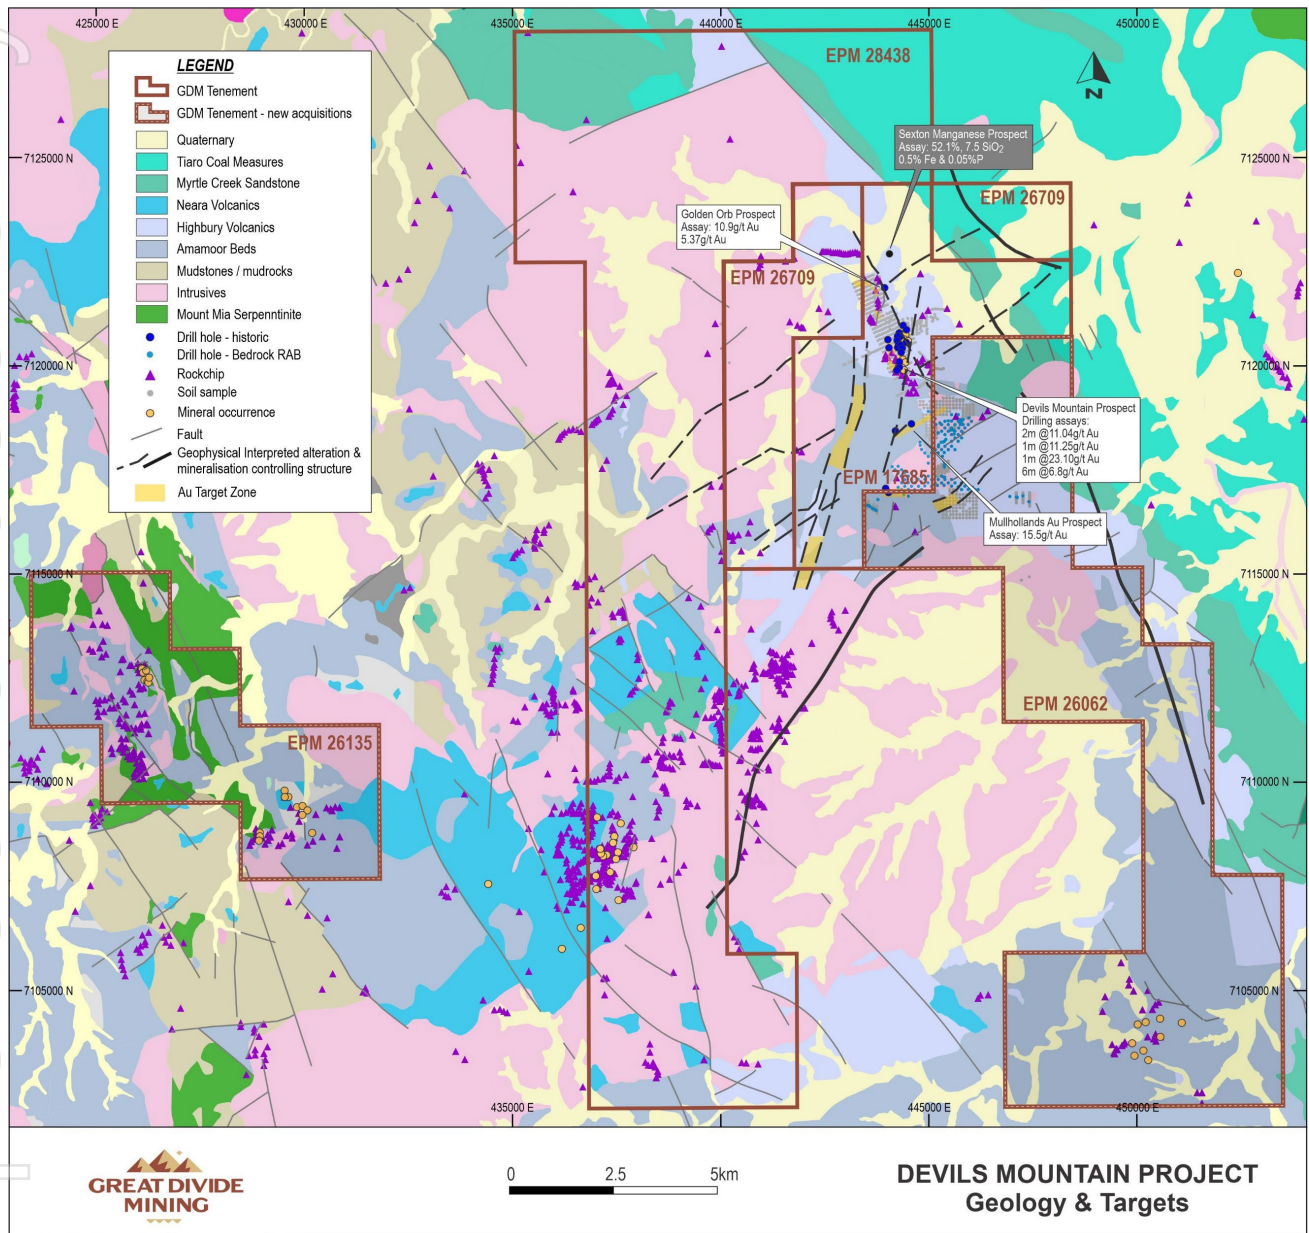 425000 E
430000 E
435000 E
440000 E
445000 E
450000 E
LEGEND
GDM Tenement
GDM Tenement - new acquisitions
Quaternary
Tiaro Coal Measures
Myrtle Creek Sandstone
Neara Volcanics
Highbury Volcanics
Amamoor Beds
Mudstones / mudrocks
Intrusives
Mount Mia Serpenntinite
Drill hole - historic
Drill hole - Bedrock RAB
Rockchip
Soil sample
Mineral occurrence
Fault
Geophysical Interpreted alteration &
mineralisation controlling structure
Au Target Zone
EPM 28438
N
Sexton Manganese Prospect
Assay: 52.1%, 7.5 SiO₂
0.5% Fe & 0.05%P
7125000 N
7125000 N
EPM 26709
Golden Orb Prospect
Assay: 10.9g/t Au
5.37g/t Au
EPM 26709
7120000 N
7120000 N
Devils Mountain Prospect
Drilling assays:
2m @11.04g/t Au
1m @11.25g/t Au
1m @23.10g/t Au
6m @6.8g/t Au
EPM 17685
Mullhollands Au Prospect
Assay: 15.5g/t Au
7115000 N
7115000 N
EPM 26062
EPM 26135
7110000 N
7110000 N
7105000 N
7105000 N
435000 E
445000 E
450000 E
GREAT DIVIDE
MINING
0
2.5
5km
DEVILS MOUNTAIN PROJECT
Geology & Targets